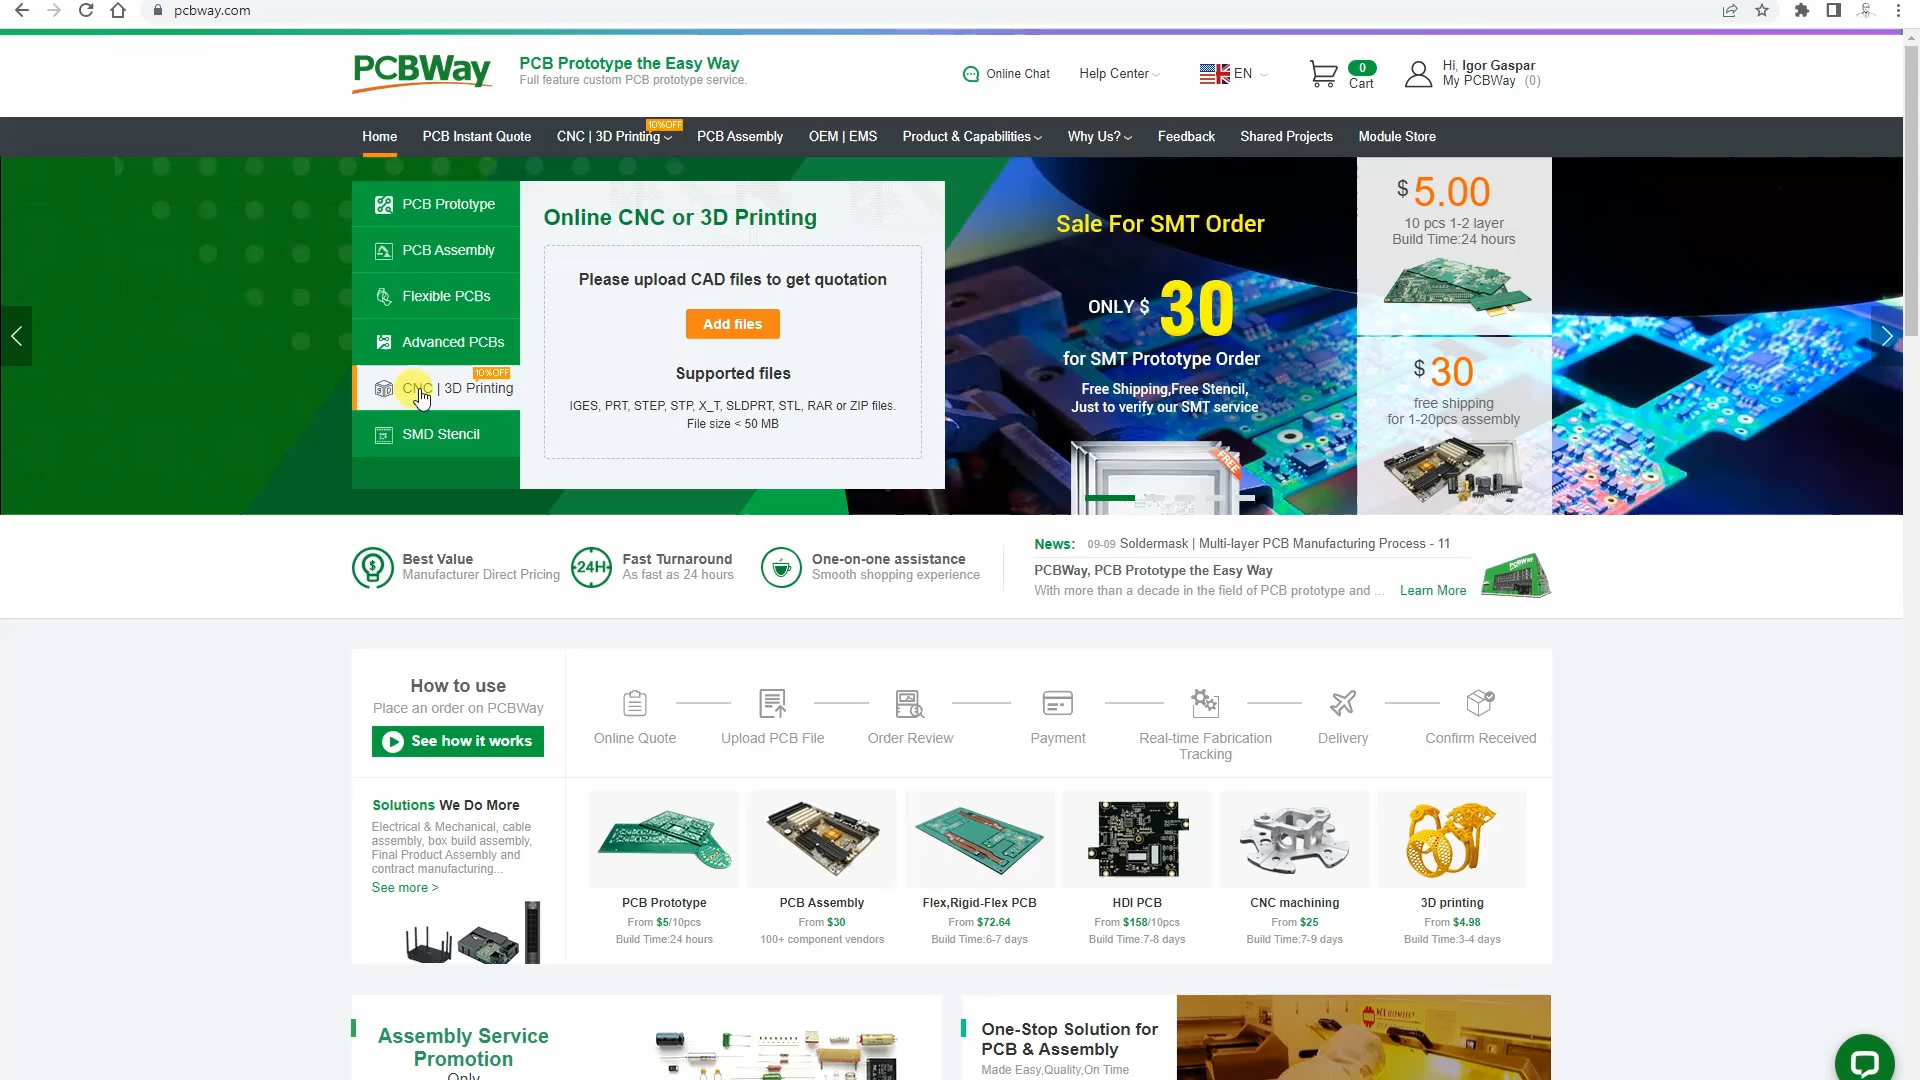 pcbway.com
PCBWay
PCB Prototype the Easy Way
Full feature custom PCB prototype service.
Online Chat
Help Center
EN
0
Cart
Hi, Igor Gaspar
My PCBWay (0)
Home
PCB Instant Quote
CNC | 3D Printing
10%OFF
PCB Assembly
OEM | EMS
Product & Capabilities
Why Us?
Feedback
Shared Projects
Module Store
PCB Prototype
PCB Assembly
Flexible PCBs
Advanced PCBs
10%OFF
CNC | 3D Printing
SMD Stencil
Online CNC or 3D Printing
Please upload CAD files to get quotation
Add files
Supported files
IGES, PRT, STEP, STP, X_T, SLDPRT, STL, RAR or ZIP files.
File size < 50 MB
Sale For SMT Order
ONLY $ 30
for SMT Prototype Order
Free Shipping,Free Stencil,
Just to verify our SMT service
FREE
$ 5.00
10 pcs 1-2 layer
Build Time:24 hours
$ 30
free shipping
for 1-20pcs assembly
Best Value
Manufacturer Direct Pricing
24H
Fast Turnaround
As fast as 24 hours
One-on-one assistance
Smooth shopping experience
News: 09-09 Soldermask | Multi-layer PCB Manufacturing Process - 11
PCBWay, PCB Prototype the Easy Way
With more than a decade in the field of PCB prototype and ... Learn More
PCBWay
How to use
Place an order on PCBWay
See how it works
Online Quote
Upload PCB File
Order Review
Payment
Real-time Fabrication
Tracking
Delivery
Confirm Received
Solutions We Do More
Electrical & Mechanical, cable
assembly, box build assembly,
Final Product Assembly and
contract manufacturing...
See more >
PCB Prototype
From $5/10pcs
Build Time:24 hours
PCB Assembly
From $30
100+ component vendors
Flex,Rigid-Flex PCB
From $72.64
Build Time:6-7 days
HDI PCB
From $158/10pcs
Build Time:7-8 days
CNC machining
From $25
Build Time:7-9 days
3D printing
From $4.98
Build Time:3-4 days
Assembly Service
Promotion
Only
One-Stop Solution for
PCB & Assembly
Made Easy,Quality,On Time